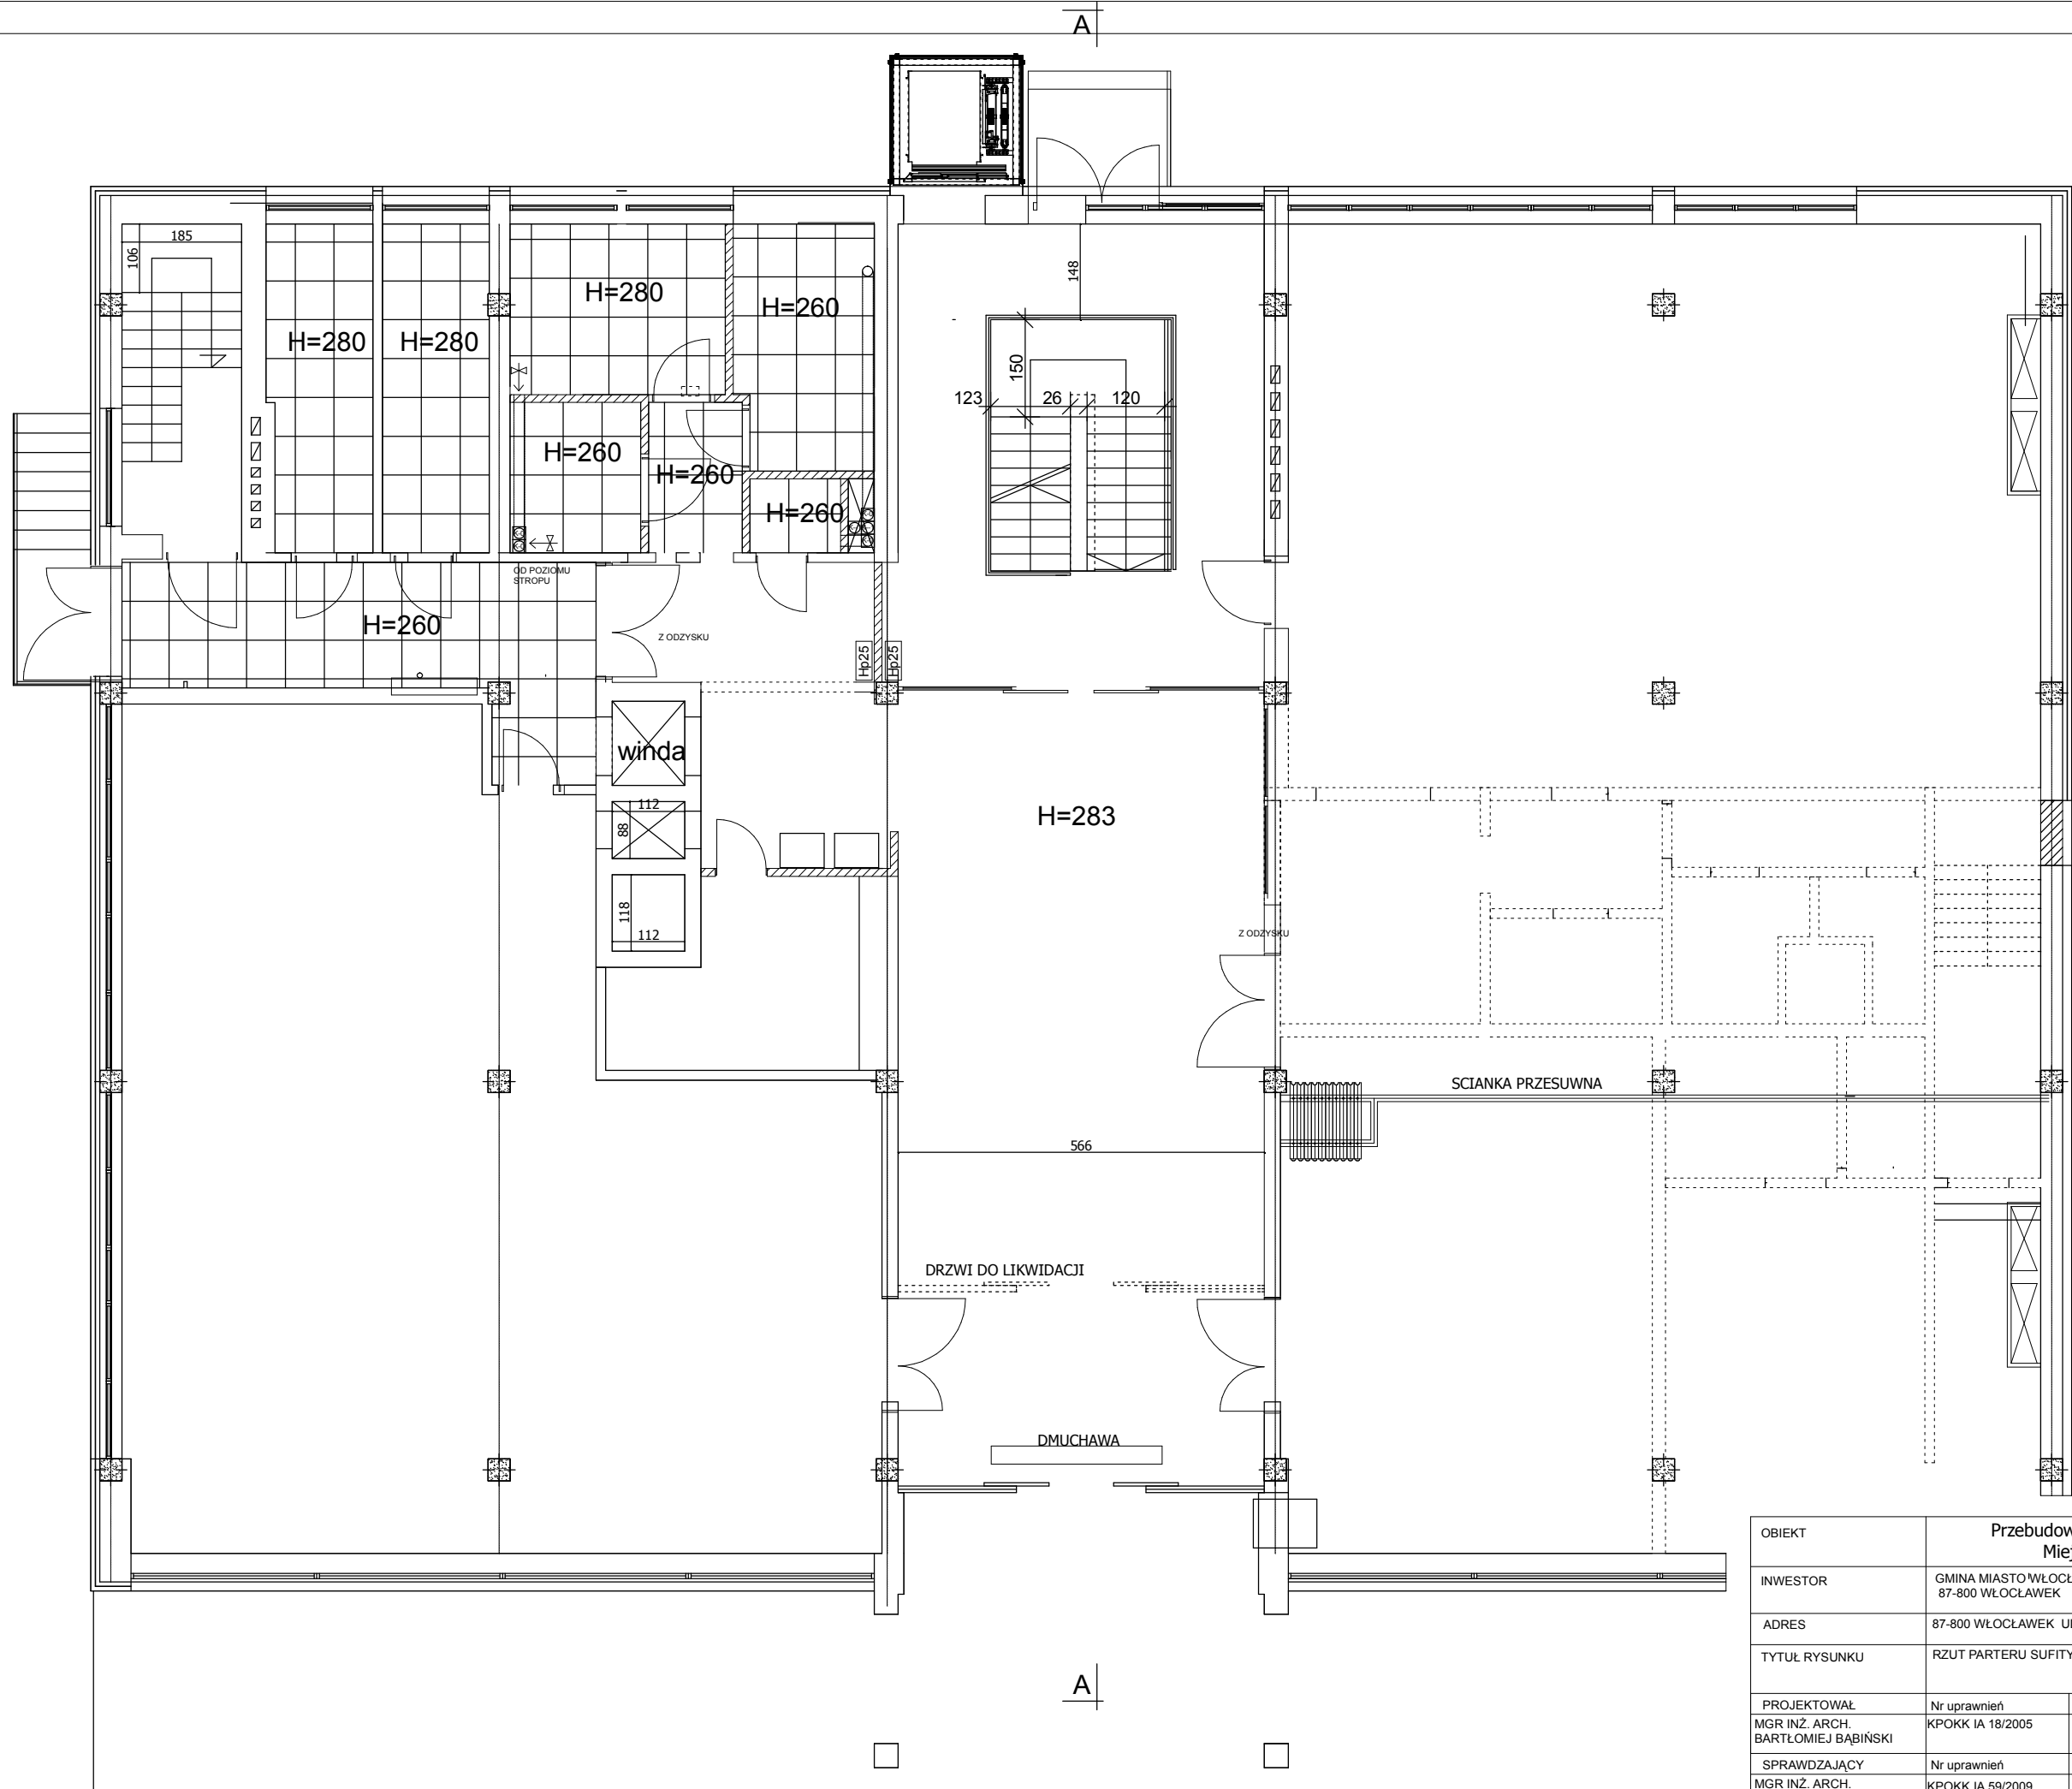 A
185
106
148
H=280
H=260
H=280
H=280
150
123
26
120
H=260
H=260
H=260
OD POZIOMU
STROPU
H=260
Z ODZYSKU
Hp25
Hp25
winda
112
88
H=283
118
112
Z ODZYSKU
SCIANKA PRZESUWNA
566
DRZWI DO LIKWIDACJI
DMUCHAWA
OBIEKT
Przebudow
Miej
INWESTOR
GMINA MIASTO WŁOCŁ
87-800 WŁOCŁAWEK
ADRES
87-800 WŁOCŁAWEK Ul
TYTUŁ RYSUNKU
RZUT PARTERU SUFITY
A
PROJEKTOWAŁ
Nr uprawnień
MGR INŻ. ARCH.
BARTŁOMIEJ BĄBIŃSKI
KPOKK IA 18/2005
SPRAWDZAJĄCY
Nr uprawnień
MGR INŻ. ARCH.
KPOKK IA 59/2009